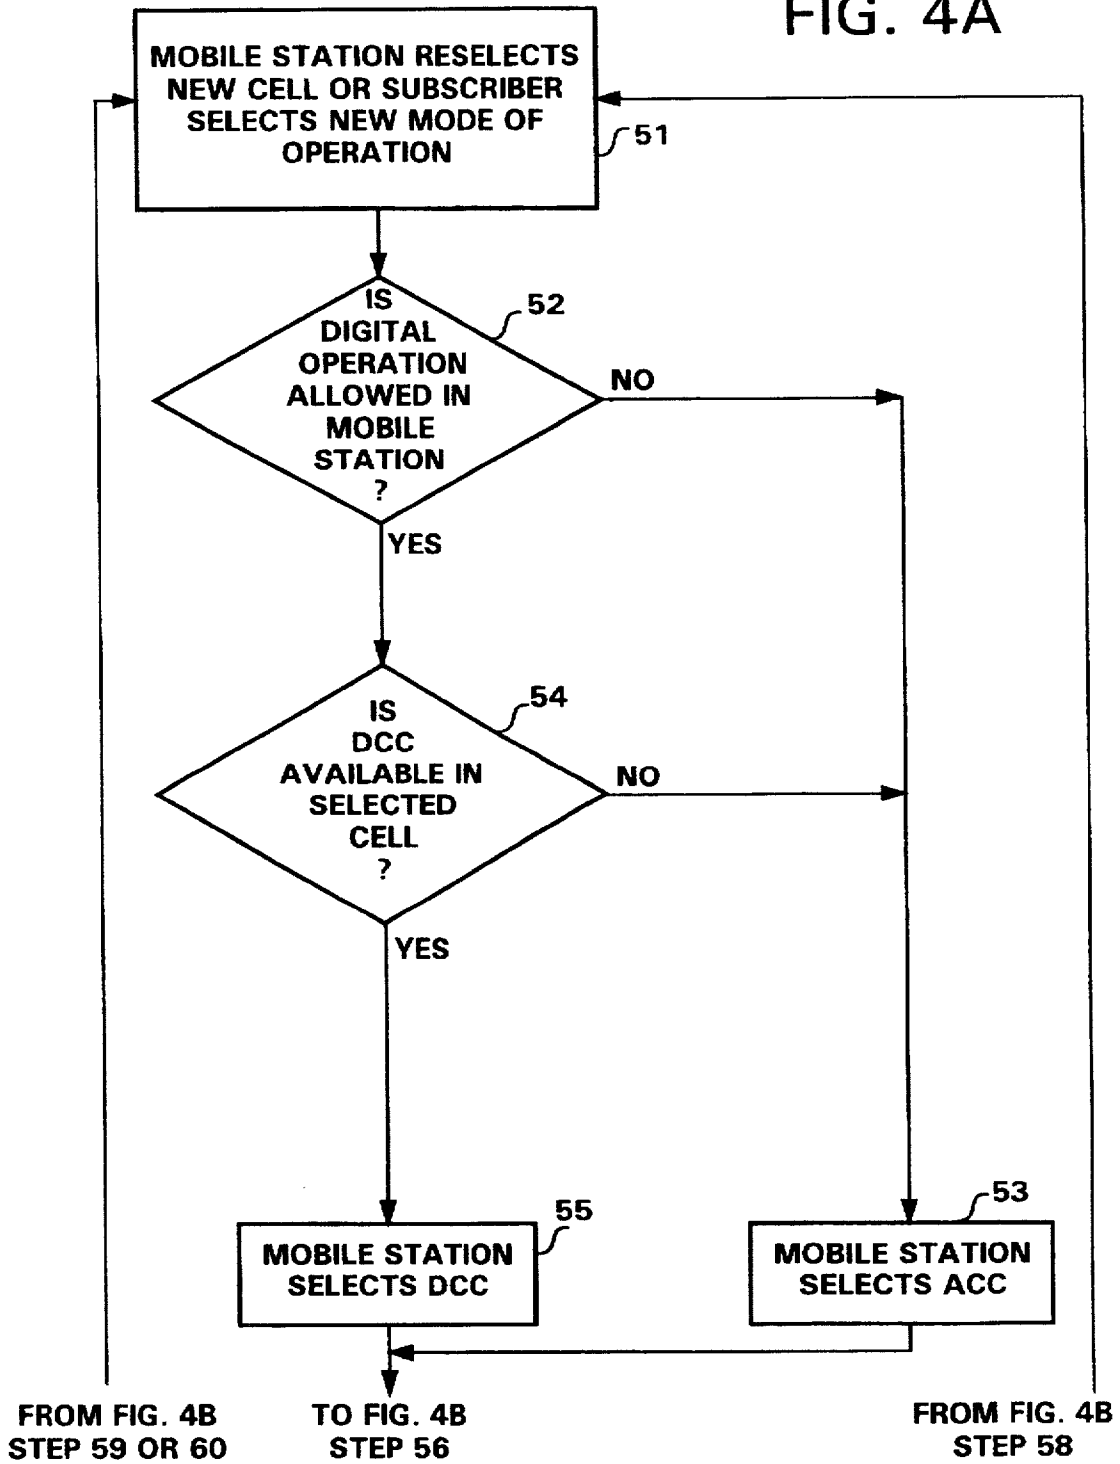 FIG. 4A
MOBILE STATION RESELECTS
NEW CELL OR SUBSCRIBER
SELECTS NEW MODE OF
OPERATION
51
52
IS
DIGITAL
OPERATION
ALLOWED IN
MOBILE
STATION
?
NO
YES
54
IS
DCC
AVAILABLE IN
SELECTED
CELL
?
NO
YES
55
MOBILE STATION
SELECTS DCC
53
MOBILE STATION
SELECTS ACC
FROM FIG. 4B
STEP 59 OR 60
TO FIG. 4B
STEP 56
FROM FIG. 4B
STEP 58